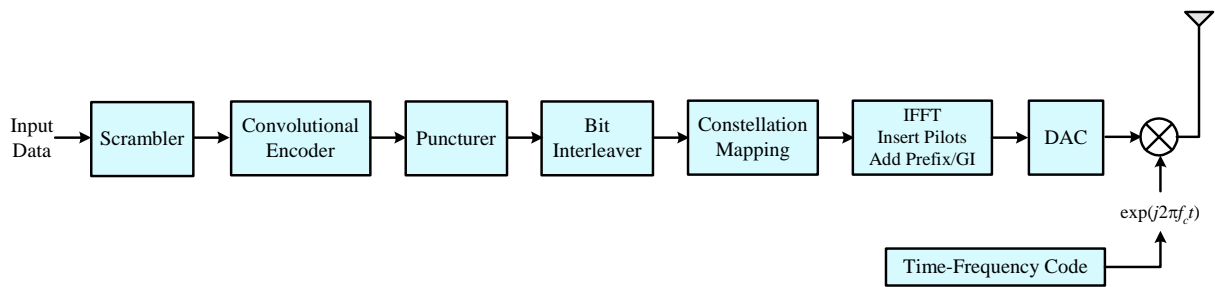 Input
Data
Scrambler
Convolutional
Encoder
Puncturer
Bit
Interleaver
Constellation
Mapping
IFFT
Insert Pilots
Add Prefix/GI
DAC
exp(j2πf_c t)
Time-Frequency Code